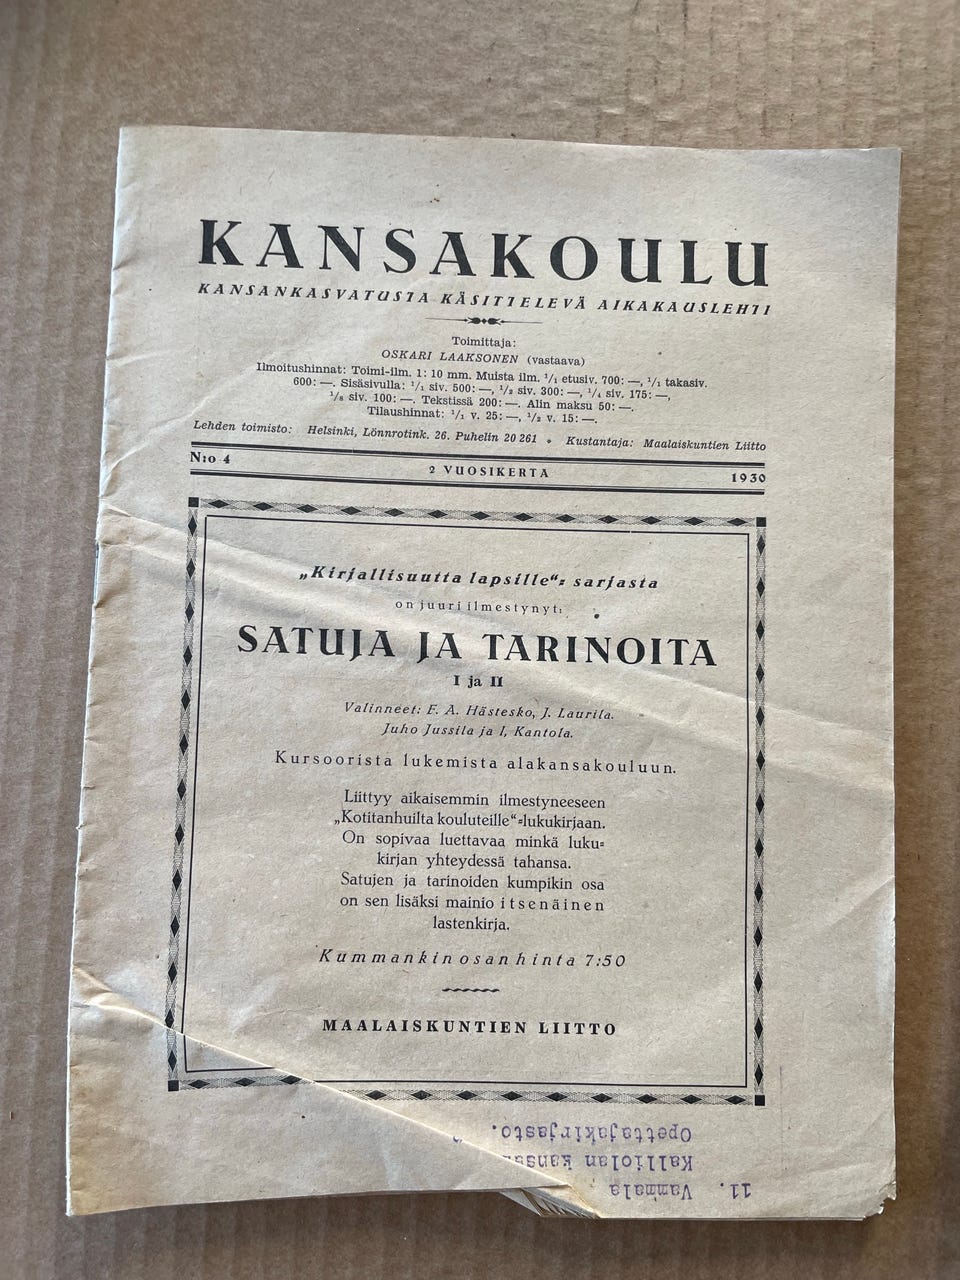 KANSAKOULU
KANSANKASVATUSTA KÄSITTELEVÄ AIKAKAUSLEHTI
Toimittaja:
OSKARI LAAKSONEN (vastaava)
Ilmoitushinnat: Toimi-ilm. 1: 10 mm. Muista ilm. 1/1 etusiv. 700: —, 1/1 takasiv.
600: —. Sisäsivulla: 1/1 siv. 500: —, 1/2 siv. 300: —, 1/4 siv. 175: —,
1/8 siv. 100: —. Tekstissä 200: —. Alin maksu 50: —.
Tilaushinnat: 1/1 v. 25: —, 1/2 v. 15: —.
Lehden toimisto: Helsinki, Lönnrotink. 26. Puhelin 20 261 • Kustantaja: Maalaiskuntien Liitto
N:o 4 2 VUOSIKERTA 1930
„Kirjallisuutta lapsille“= sarjasta
on juuri ilmestynyt:
SATUJA JA TARINOITA
I ja II
Valinneet: F. A. Hästesko, J. Laurila.
Juho Jussila ja I, Kantola.
Kursoorista lukemista alakansakouluun.
Liittyy aikaisemmin ilmestyneeseen
„Kotitanhuilta kouluteille“=lukukirjaan.
On sopivaa luettavaa minkä luku=
kirjan yhteydessä tahansa.
Satujen ja tarinoiden kumpikin osa
on sen lisäksi mainio itsenäinen
lastenkirja.
Kummankin osan hinta 7:50
MAALAISKUNTIEN LIITTO
11. Vammala
Kalliolan kansa
Opettajakirjasto.